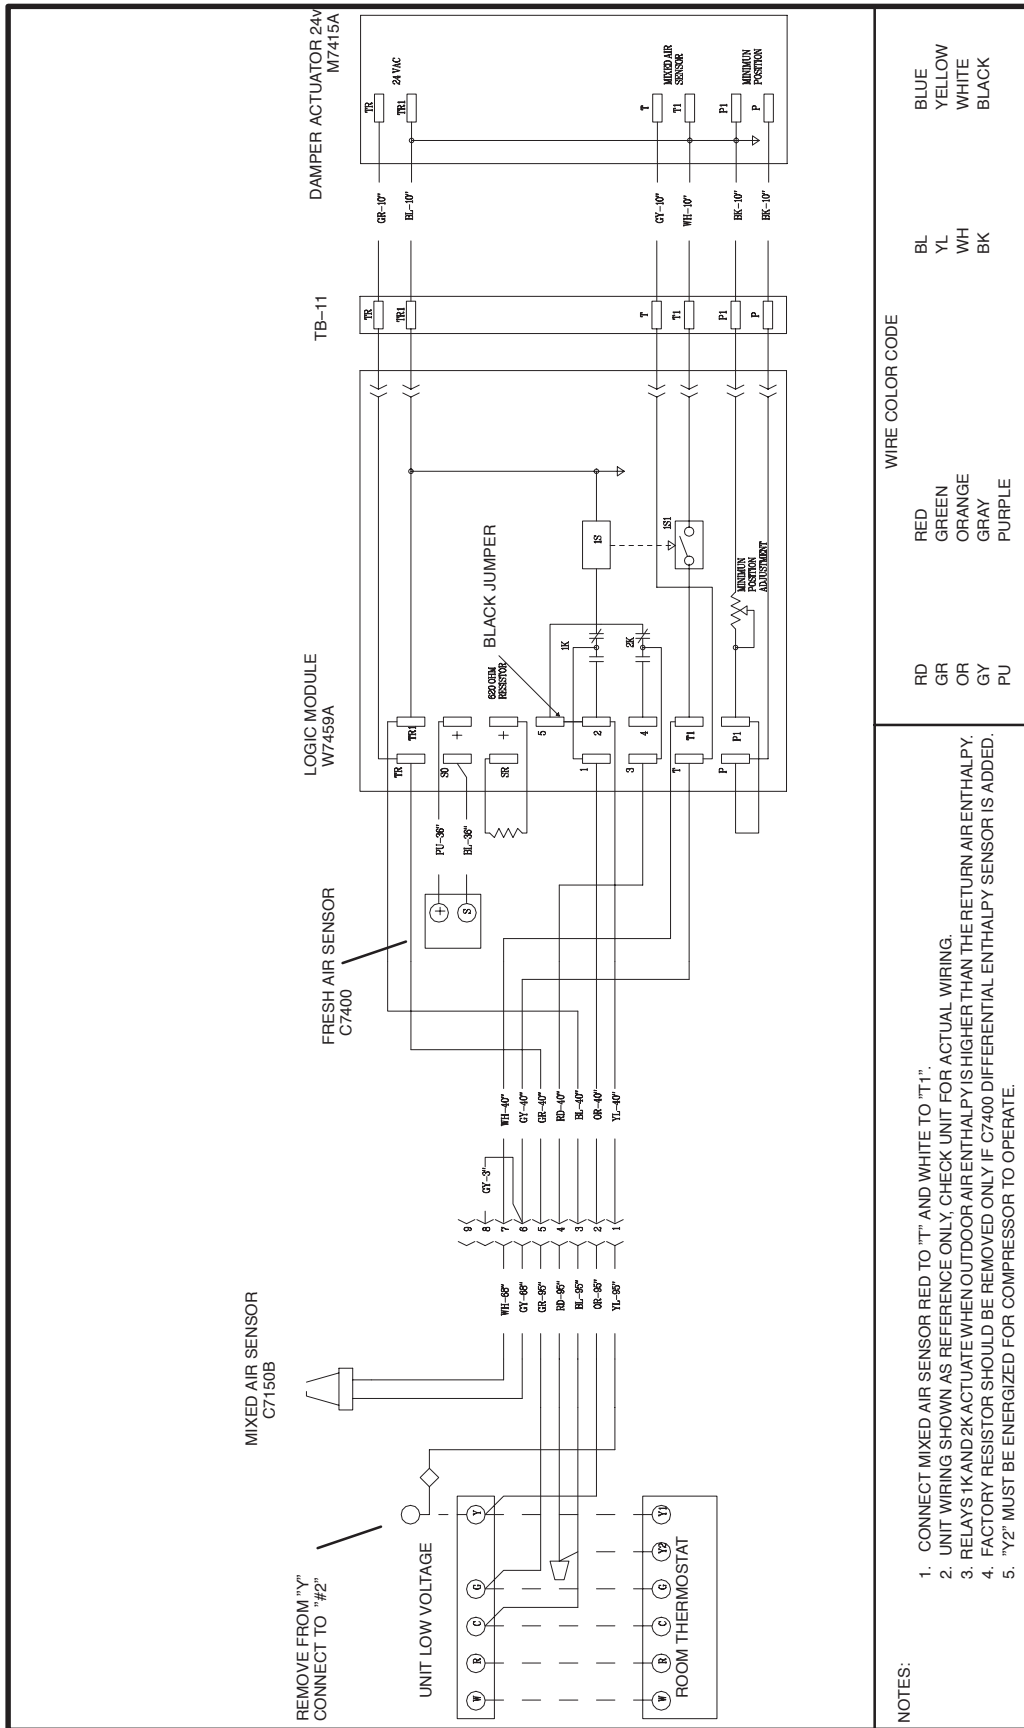 MIXED AIR SENSOR
C7150B
REMOVE FROM "Y"
CONNECT TO "#2"
UNIT LOW VOLTAGE
W
R
C
G
Y
ROOM THERMOSTAT
W
R
C
G
Y2
Y1
WH-68"
GY-68"
GR-95"
RD-95"
BL-95"
OR-95"
YL-95"
9
8
7
6
5
4
3
2
1
GY-3"
WH-40"
GY-40"
GR-40"
RD-40"
BL-40"
OR-40"
YL-40"
FRESH AIR SENSOR
C7400
+
S
PU-36"
BL-36"
LOGIC MODULE
W7459A
TR
TR1
SO
+
SR
+
620 OHM
RESISTOR
BLACK JUMPER
5
1
2
3
4
T
T1
P
P1
1K
2K
1S
1S1
MINIMUN
POSITION
ADJUSTMENT
TB-11
TR
TR1
T
T1
P1
P
GR-10"
BL-10"
GY-10"
WH-10"
BK-10"
BK-10"
DAMPER ACTUATOR 24v
M7415A
TR
TR1
24 VAC
T
T1
MIXED AIR
SENSOR
P1
P
MINIMUN
POSITION
NOTES:
1. CONNECT MIXED AIR SENSOR RED TO "T" AND WHITE TO "T1".
2. UNIT WIRING SHOWN AS REFERENCE ONLY, CHECK UNIT FOR ACTUAL WIRING.
3. RELAYS 1K AND 2K ACTUATE WHEN OUTDOOR AIR ENTHALPY IS HIGHER THAN THE RETURN AIR ENTHALPY.
4. FACTORY RESISTOR SHOULD BE REMOVED ONLY IF C7400 DIFFERENTIAL ENTHALPY SENSOR IS ADDED.
5. "Y2" MUST BE ENERGIZED FOR COMPRESSOR TO OPERATE.
WIRE COLOR CODE
RD RED BL BLUE
GR GREEN YL YELLOW
OR ORANGE WH WHITE
GY GRAY BK BLACK
PU PURPLE